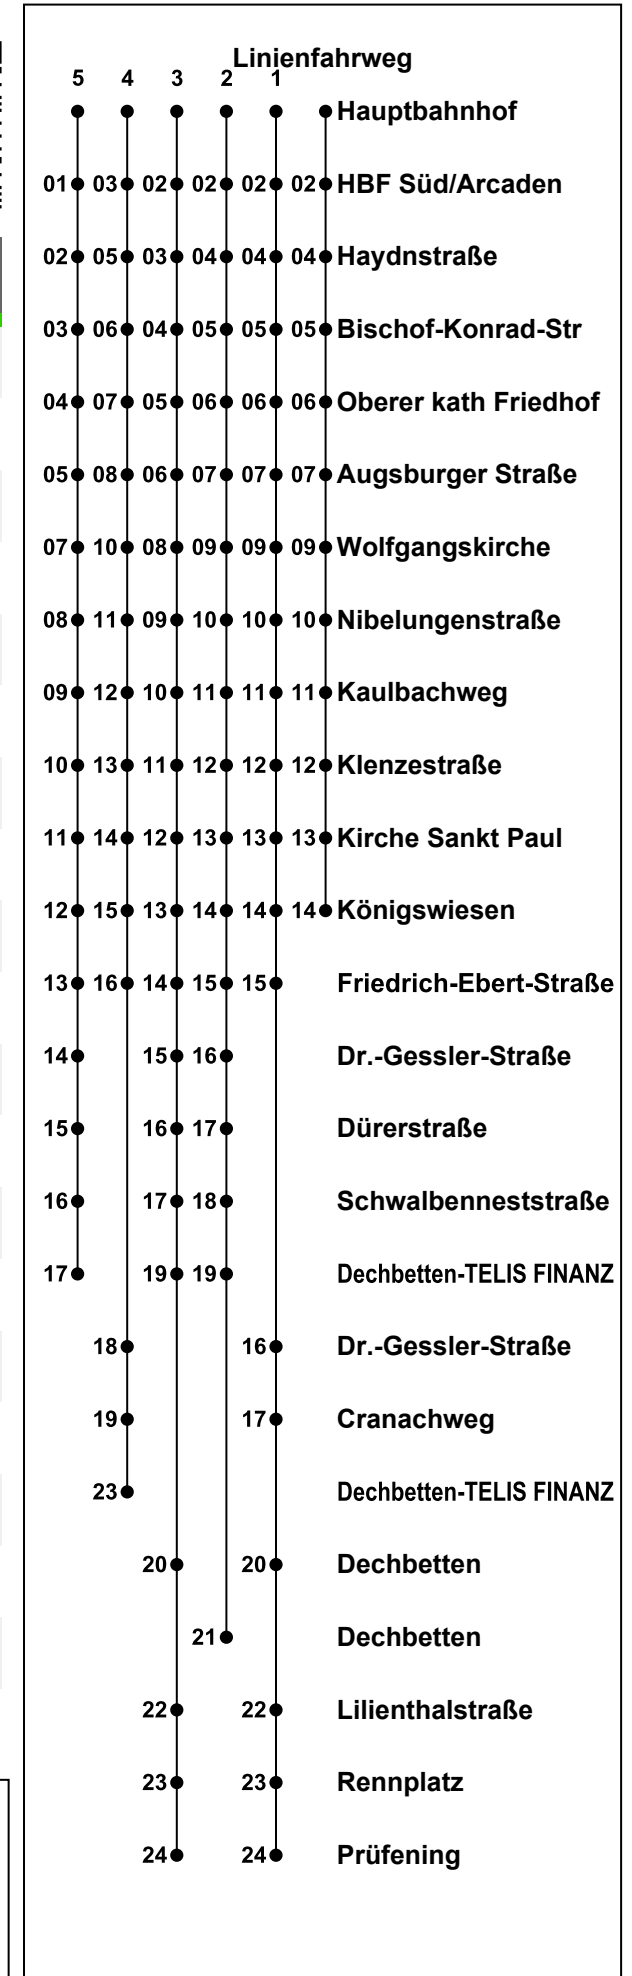 Linienfahrweg
5 4 3 2 1
Hauptbahnhof
01 03 02 02 02 02 HBF Süd/Arcaden
02 05 03 04 04 04 Haydnstraße
03 06 04 05 05 05 Bischof-Konrad-Str
04 07 05 06 06 06 Oberer kath Friedhof
05 08 06 07 07 07 Augsburger Straße
07 10 08 09 09 09 Wolfgangskirche
08 11 09 10 10 10 Nibelungenstraße
09 12 10 11 11 11 Kaulbachweg
10 13 11 12 12 12 Klenzestraße
11 14 12 13 13 13 Kirche Sankt Paul
12 15 13 14 14 14 Königswiesen
13 16 14 15 15 Friedrich-Ebert-Straße
14 15 16 Dr.-Gessler-Straße
15 16 17 Dürerstraße
16 17 18 Schwalbenneststraße
17 19 19 Dechbetten-TELIS FINANZ
18 16 Dr.-Gessler-Straße
19 17 Cranachweg
23 Dechbetten-TELIS FINANZ
20 20 Dechbetten
21 Dechbetten
22 22 Lilienthalstraße
23 23 Rennplatz
24 24 Prüfening